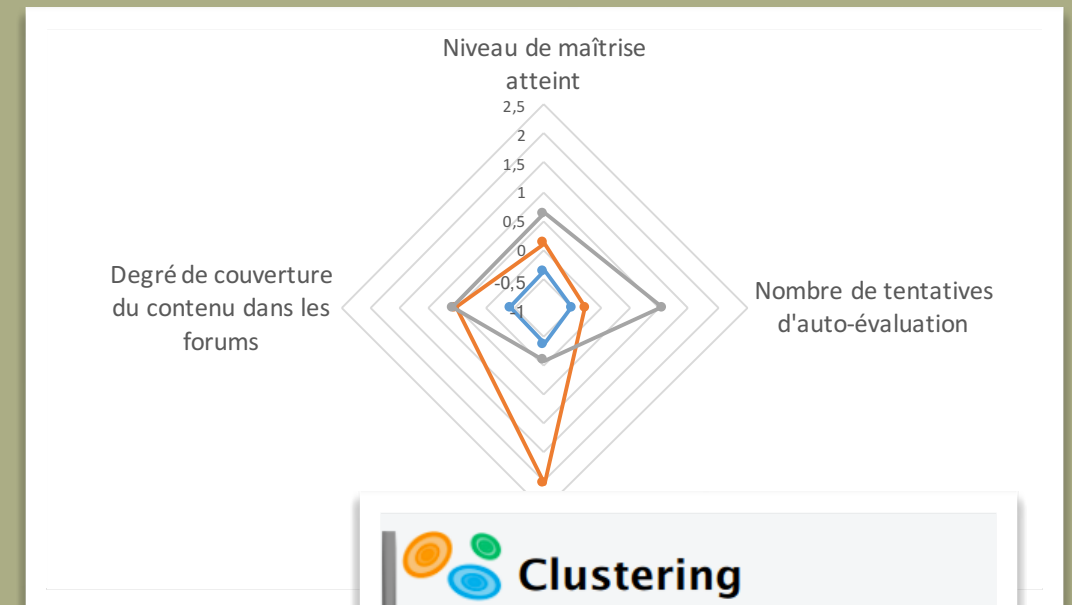 Niveau de maîtrise
atteint
2,5
2
1,5
1
0,5
0
-0,5
-1
Degré de couverture
du contenu dans les
forums
Nombre de tentatives
d'auto-évaluation
Clustering